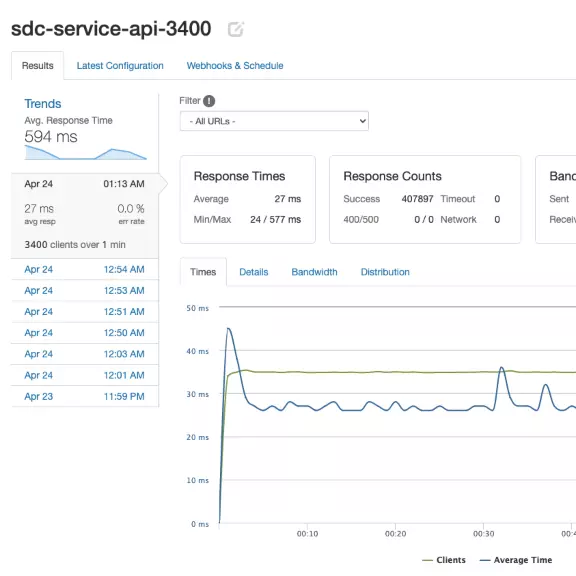 sdc-service-api-3400
Results Latest Configuration Webhooks & Schedule
Trends
Avg. Response Time
594 ms
Apr 24 01:13 AM
27 ms 0.0 %
avg resp err rate
3400 clients over 1 min
Apr 24 12:54 AM
Apr 24 12:53 AM
Apr 24 12:51 AM
Apr 24 12:50 AM
Apr 24 12:03 AM
Apr 24 12:01 AM
Apr 23 11:59 PM
Filter !
- All URLs -
Response Times
Average 27 ms
Min/Max 24 / 577 ms
Response Counts
Success 407897 Timeout 0
400/500 0 / 0 Network 0
Band
Sent
Receiv
Times Details Bandwidth Distribution
50 ms
40 ms
30 ms
20 ms
10 ms
0 ms
00:10 00:20 00:30 00:4
Clients Average Time